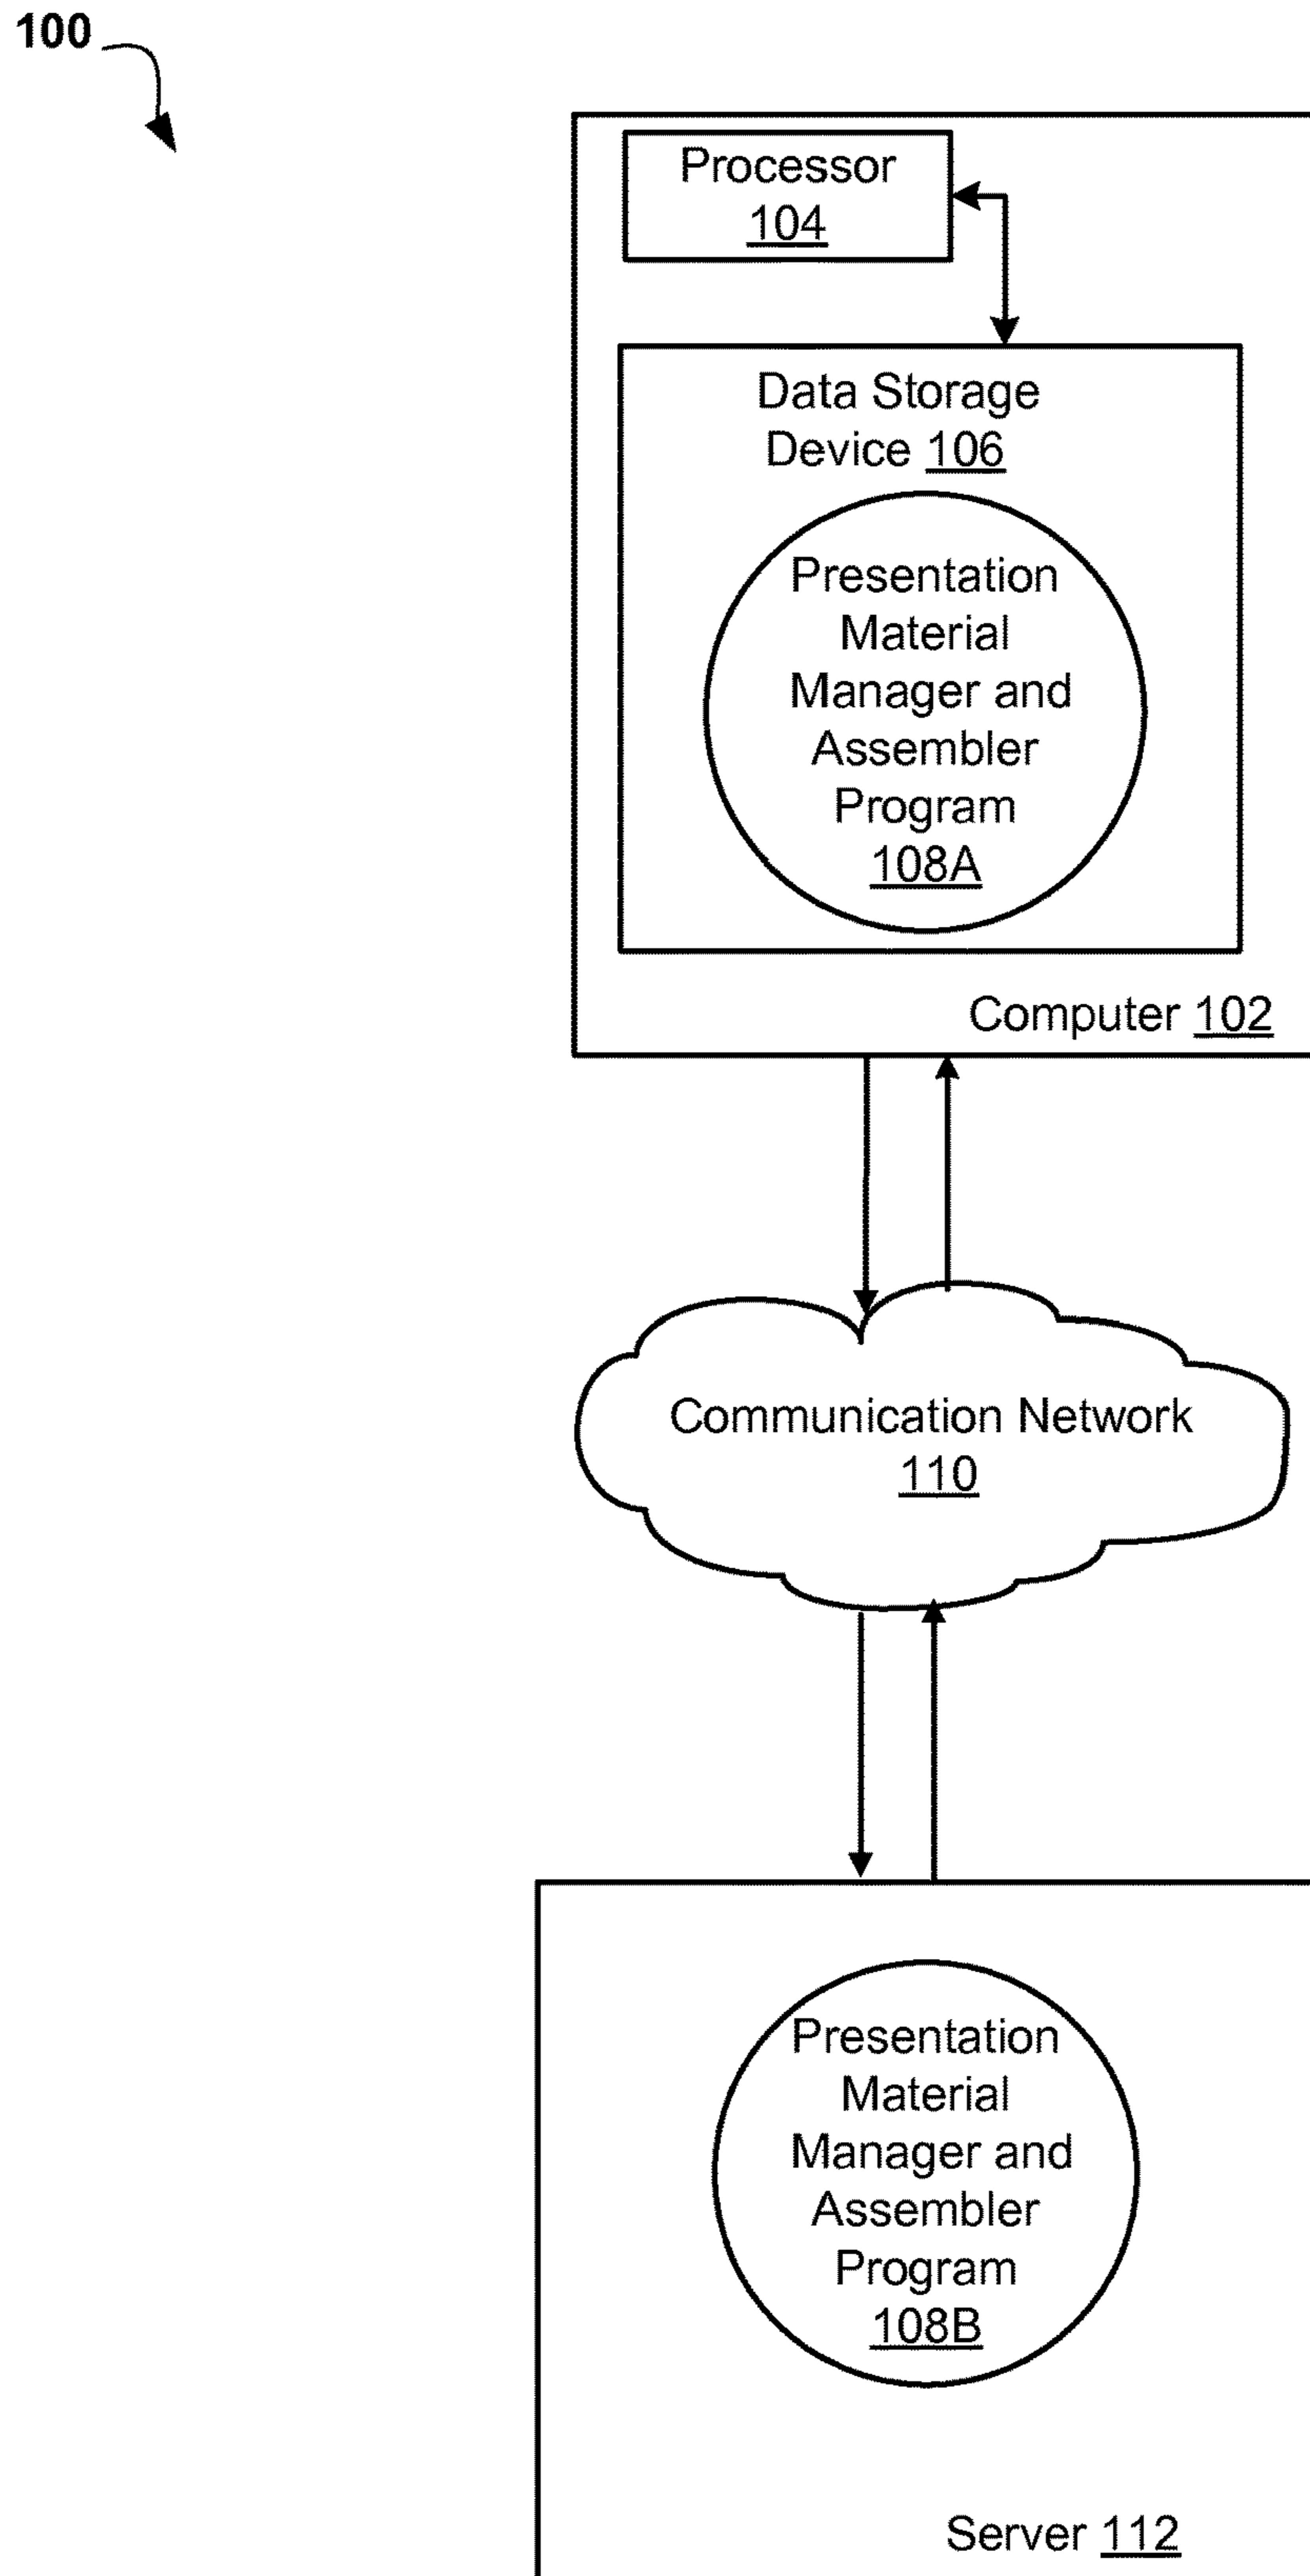 100
Processor
104
Data Storage
Device 106
Presentation
Material
Manager and
Assembler
Program
108A
Computer 102
Communication Network
110
Presentation
Material
Manager and
Assembler
Program
108B
Server 112